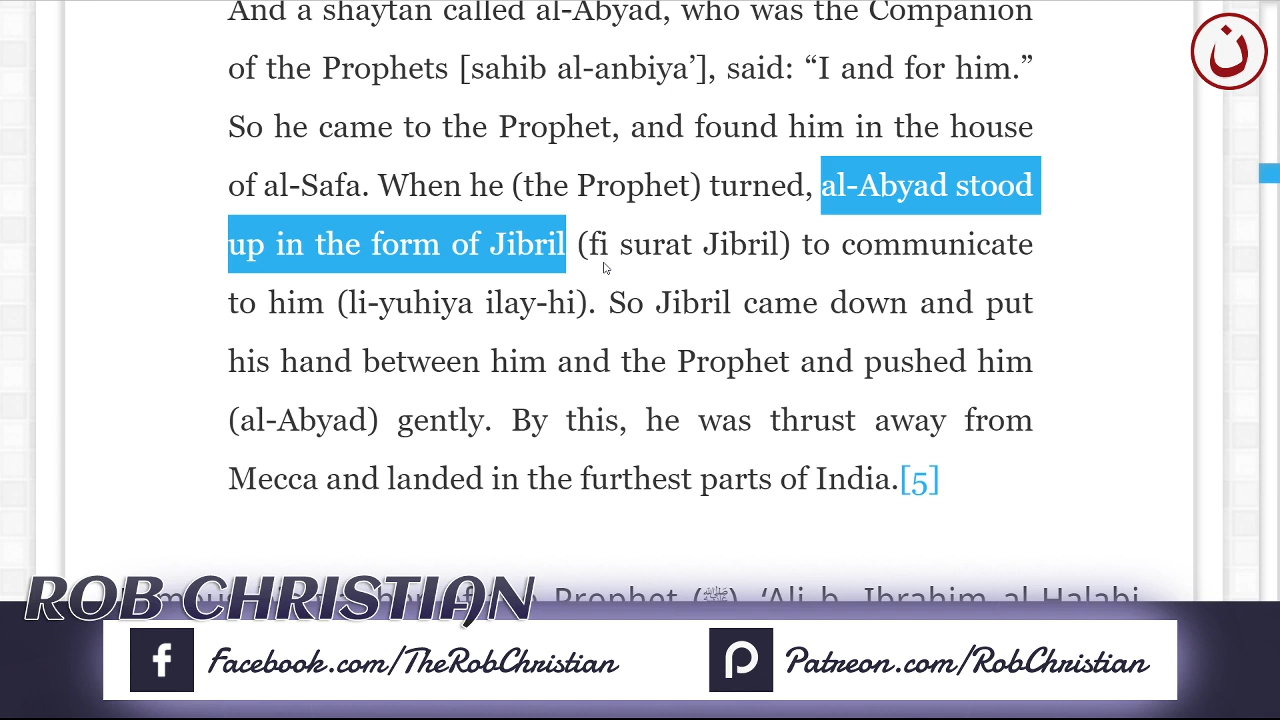 And a shaytan called al-Abyad, who was the Companion
of the Prophets [sahib al-anbiya’], said: “I and for him.”
So he came to the Prophet, and found him in the house
of al-Safa. When he (the Prophet) turned, al-Abyad stood
up in the form of Jibril (fi surat Jibril) to communicate
to him (li-yuhiya ilay-hi). So Jibril came down and put
his hand between him and the Prophet and pushed him
(al-Abyad) gently. By this, he was thrust away from
Mecca and landed in the furthest parts of India.[5]
Prophet (ﷺ), ‘Ali b. Ibrahim al-Halabi
ROB CHRISTIAN
Facebook.com/TheRobChristian
Patreon.com/RobChristian
ن